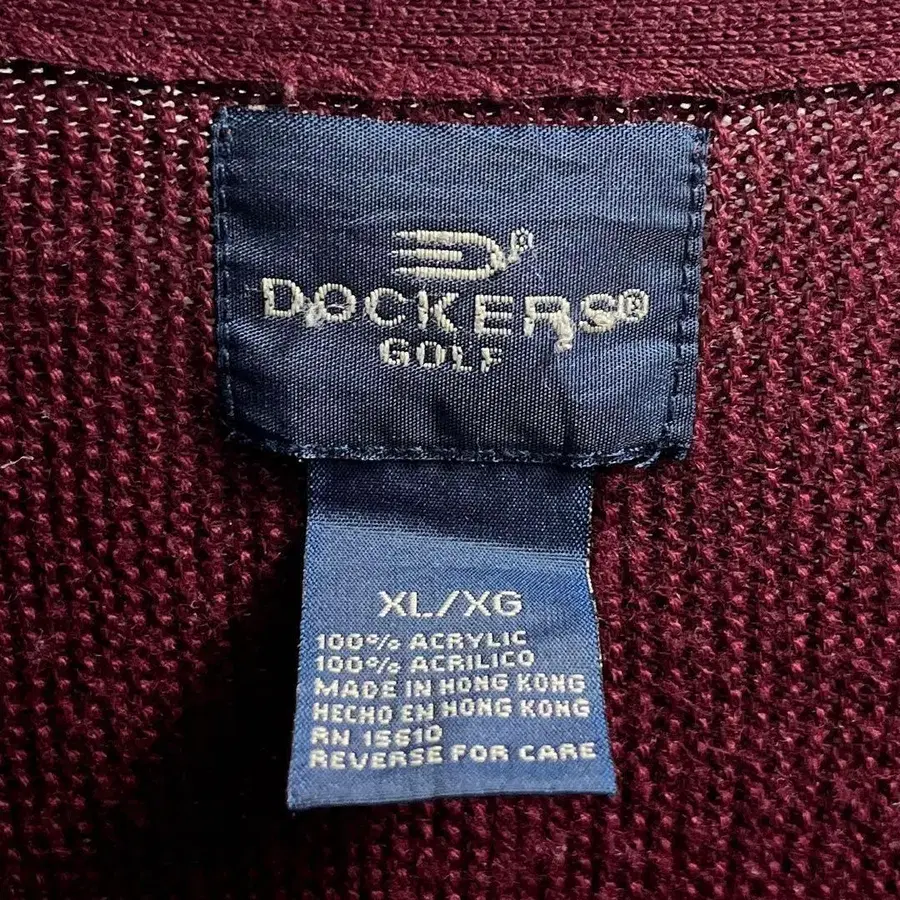 DOCKERS®
GOLF
XL/XG
100% ACRYLIC
100% ACRILICO
MADE IN HONG KONG
HECHO EN HONG KONG
RN 15610
REVERSE FOR CARE